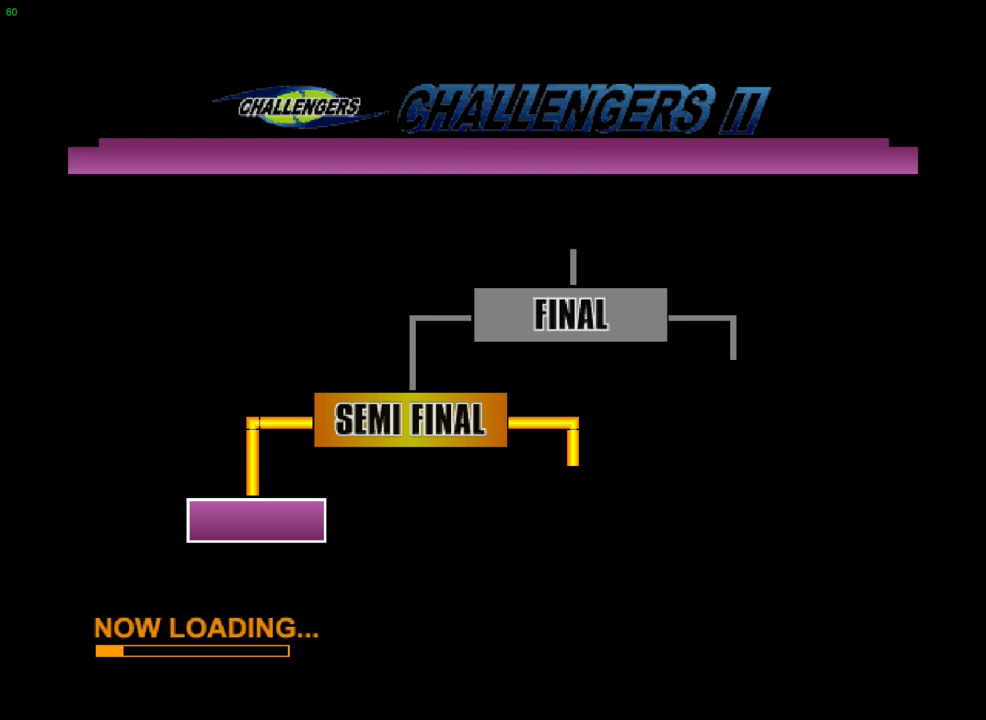 60
CHALLENGERS CHALLENGERS II
FINAL
SEMI FINAL
NOW LOADING...